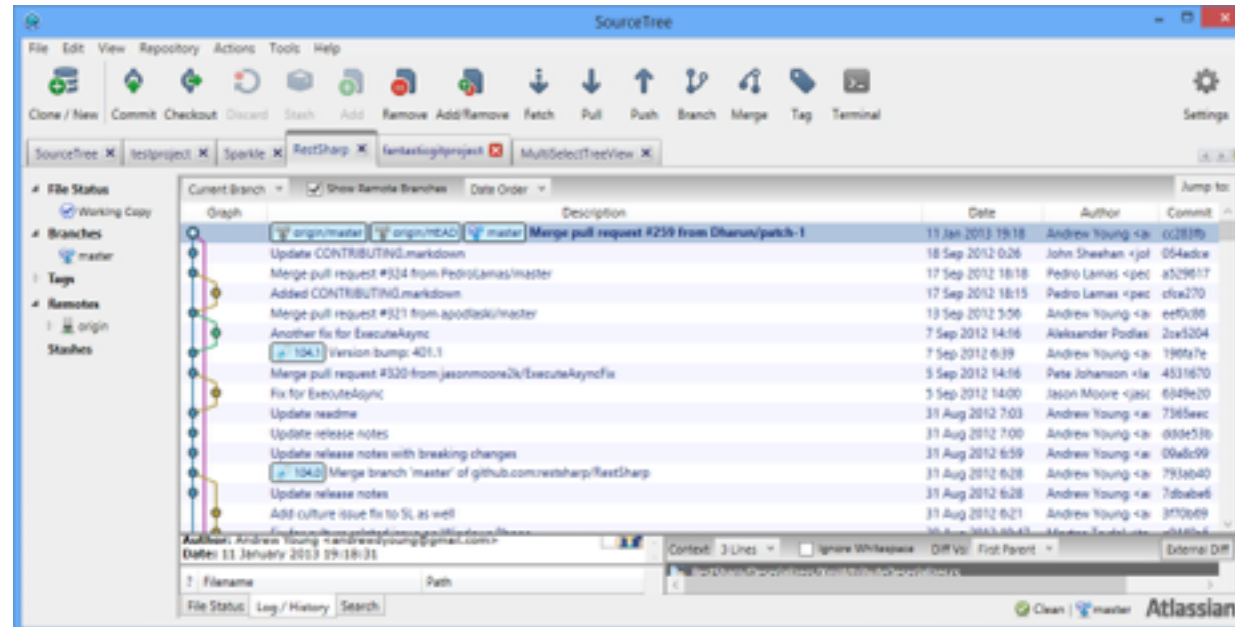 SourceTree
File Edit View Repository Actions Tools Help
Clone / New Commit Checkout Discard Stash Add Remove Add/Remove Fetch Pull Push Branch Merge Tag Terminal Settings
SourceTree testproject Sparkle RestSharp fantasticgitproject MultiSelectTreeView
File Status
Working Copy
Branches
master
Tags
Remotes
origin
Stashes
Current Branch Show Remote Branches Date Order Jump to:
Graph Description Date Author Commit
origin/master origin/HEAD master Merge pull request #259 from Dharun/patch-1 11 Jan 2013 19:18 Andrew Young <a cc283fb
Update CONTRIBUTING.markdown 18 Sep 2012 0:26 John Sheehan <joh 054adce
Merge pull request #324 from PedroLamas/master 17 Sep 2012 18:18 Pedro Lamas <pec a529617
Added CONTRIBUTING.markdown 17 Sep 2012 18:15 Pedro Lamas <pec cfca270
Merge pull request #321 from apodlaski/master 13 Sep 2012 5:56 Andrew Young <a eef0c86
Another fix for ExecuteAsync 7 Sep 2012 14:16 Aleksander Podlas 2ce5204
104.1 Version bump: 401.1 7 Sep 2012 6:39 Andrew Young <a 196fa7e
Merge pull request #320 from jasonmoore2k/ExecuteAsyncFix 5 Sep 2012 14:16 Pete Johanson <la 4531670
Fix for ExecuteAsync 5 Sep 2012 14:00 Jason Moore <jasc 6349e20
Update readme 31 Aug 2012 7:03 Andrew Young <a 7365eec
Update release notes 31 Aug 2012 7:00 Andrew Young <a ddde53b
Update release notes with breaking changes 31 Aug 2012 6:59 Andrew Young <a 09a8c99
104.0 Merge branch 'master' of github.com:restsharp/RestSharp 31 Aug 2012 6:28 Andrew Young <a 793ab40
Update release notes 31 Aug 2012 6:28 Andrew Young <a 7dbabe6
Add culture issue fix to SL as well 31 Aug 2012 6:21 Andrew Young <a 3f70b69
Author: Andrew Young <andrewdyoung@gmail.com>
Date: 11 January 2013 19:18:31
Context: 3 Lines Ignore Whitespace Diff Vs: First Parent External Diff
? Filename Path
File Status Log / History Search
Clean master Atlassian